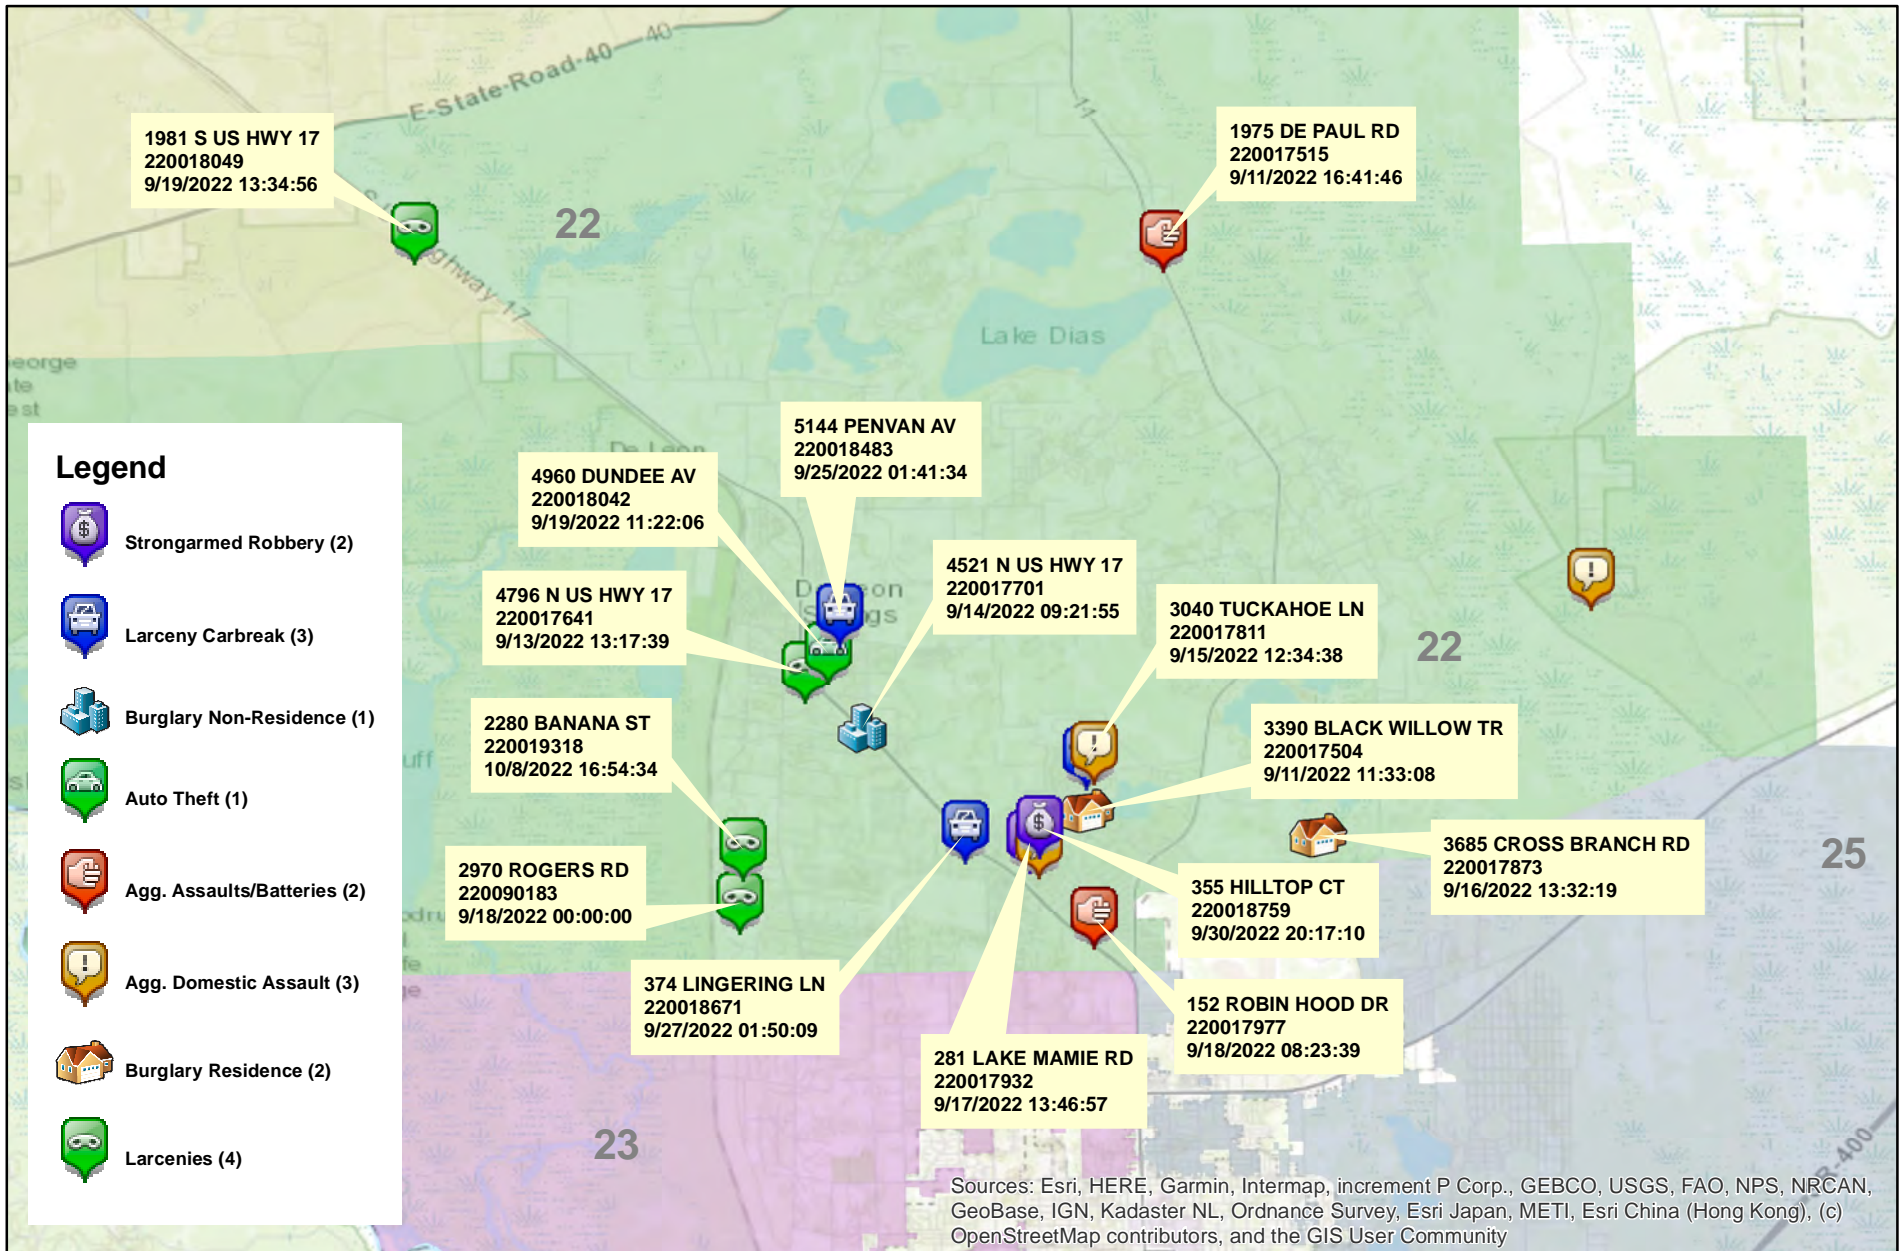 E-State-Road-40
40
11
1981 S US HWY 17
220018049
9/19/2022 13:34:56
1975 DE PAUL RD
220017515
9/11/2022 16:41:46
22
Lake Dias
5144 PENVAN AV
220018483
9/25/2022 01:41:34
4960 DUNDEE AV
220018042
9/19/2022 11:22:06
4796 N US HWY 17
220017641
9/13/2022 13:17:39
4521 N US HWY 17
220017701
9/14/2022 09:21:55
3040 TUCKAHOE LN
220017811
9/15/2022 12:34:38
22
2280 BANANA ST
220019318
10/8/2022 16:54:34
3390 BLACK WILLOW TR
220017504
9/11/2022 11:33:08
3685 CROSS BRANCH RD
220017873
9/16/2022 13:32:19
25
2970 ROGERS RD
220090183
9/18/2022 00:00:00
355 HILLTOP CT
220018759
9/30/2022 20:17:10
374 LINGERING LN
220018671
9/27/2022 01:50:09
152 ROBIN HOOD DR
220017977
9/18/2022 08:23:39
281 LAKE MAMIE RD
220017932
9/17/2022 13:46:57
23
Legend
Strongarmed Robbery (2)
Larceny Carbreak (3)
Burglary Non-Residence (1)
Auto Theft (1)
Agg. Assaults/Batteries (2)
Agg. Domestic Assault (3)
Burglary Residence (2)
Larcenies (4)
Sources: Esri, HERE, Garmin, Intermap, increment P Corp., GEBCO, USGS, FAO, NPS, NRCAN,
GeoBase, IGN, Kadaster NL, Ordnance Survey, Esri Japan, METI, Esri China (Hong Kong), (c)
OpenStreetMap contributors, and the GIS User Community